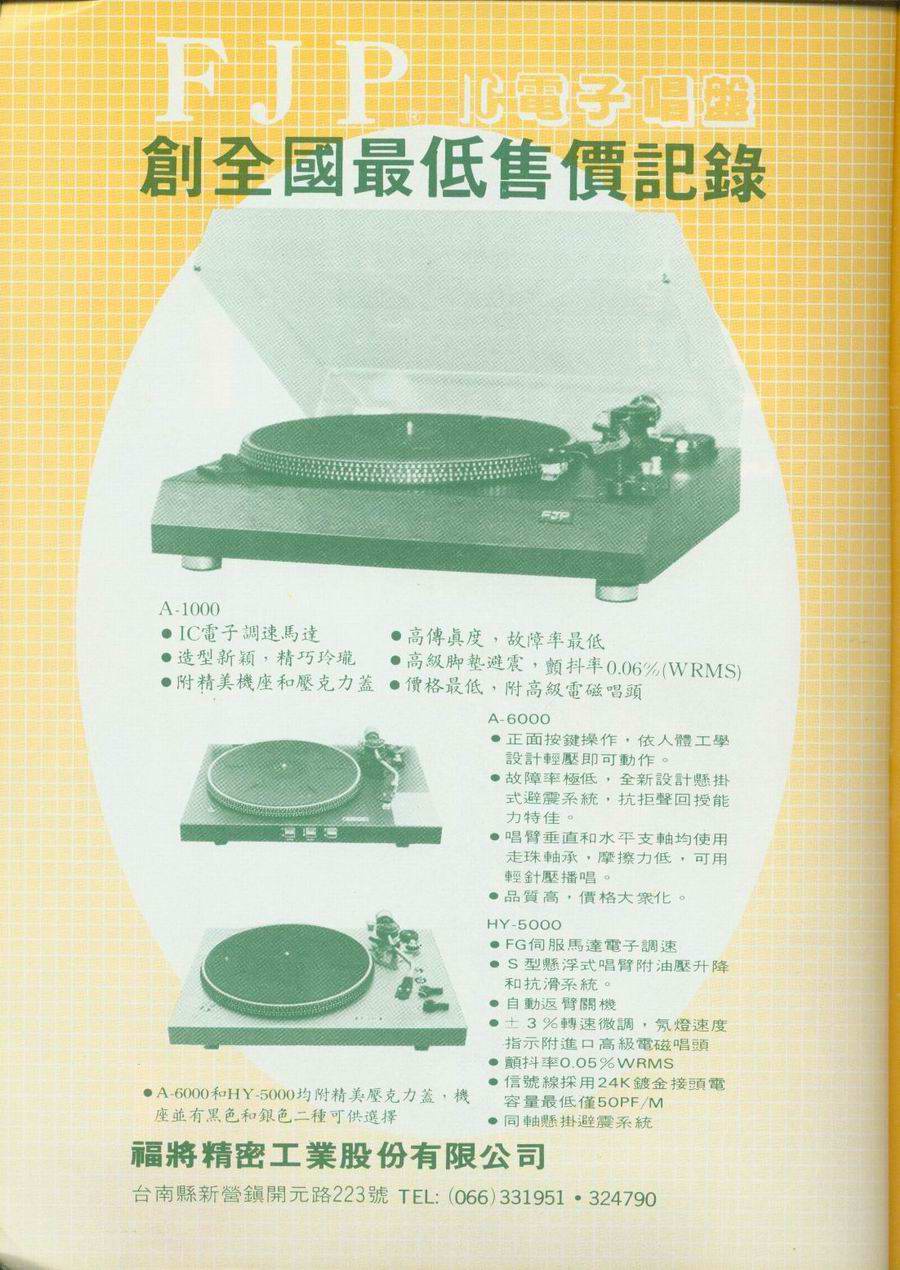 FJP® IC電子唱盤
創全國最低售價記錄
FJP
A-1000
● IC電子調速馬達
● 造型新穎，精巧玲瓏
● 附精美機座和壓克力蓋
● 高傳眞度，故障率最低
● 高級脚墊避震，顫抖率0.06%(WRMS)
● 價格最低，附高級電磁唱頭
A-6000
● 正面按鍵操作，依人體工學
設計輕壓即可動作。
● 故障率極低，全新設計懸掛
式避震系統，抗拒聲回授能
力特佳。
● 唱臂垂直和水平支軸均使用
走珠軸承，摩擦力低，可用
輕針壓播唱。
● 品質高，價格大衆化。
HY-5000
● FG伺服馬達電子調速
● S型懸浮式唱臂附油壓升降
和抗滑系統。
● 自動返臂關機
● ±3%轉速微調，氖燈速度
指示附進口高級電磁唱頭
● 顫抖率0.05%WRMS
● 信號線採用24K鍍金接頭電
容量最低僅50PF/M
● 同軸懸掛避震系統
● A-6000和HY-5000均附精美壓克力蓋，機
座並有黑色和銀色二種可供選擇
福將精密工業股份有限公司
台南縣新營鎭開元路223號 TEL: (066)331951・324790